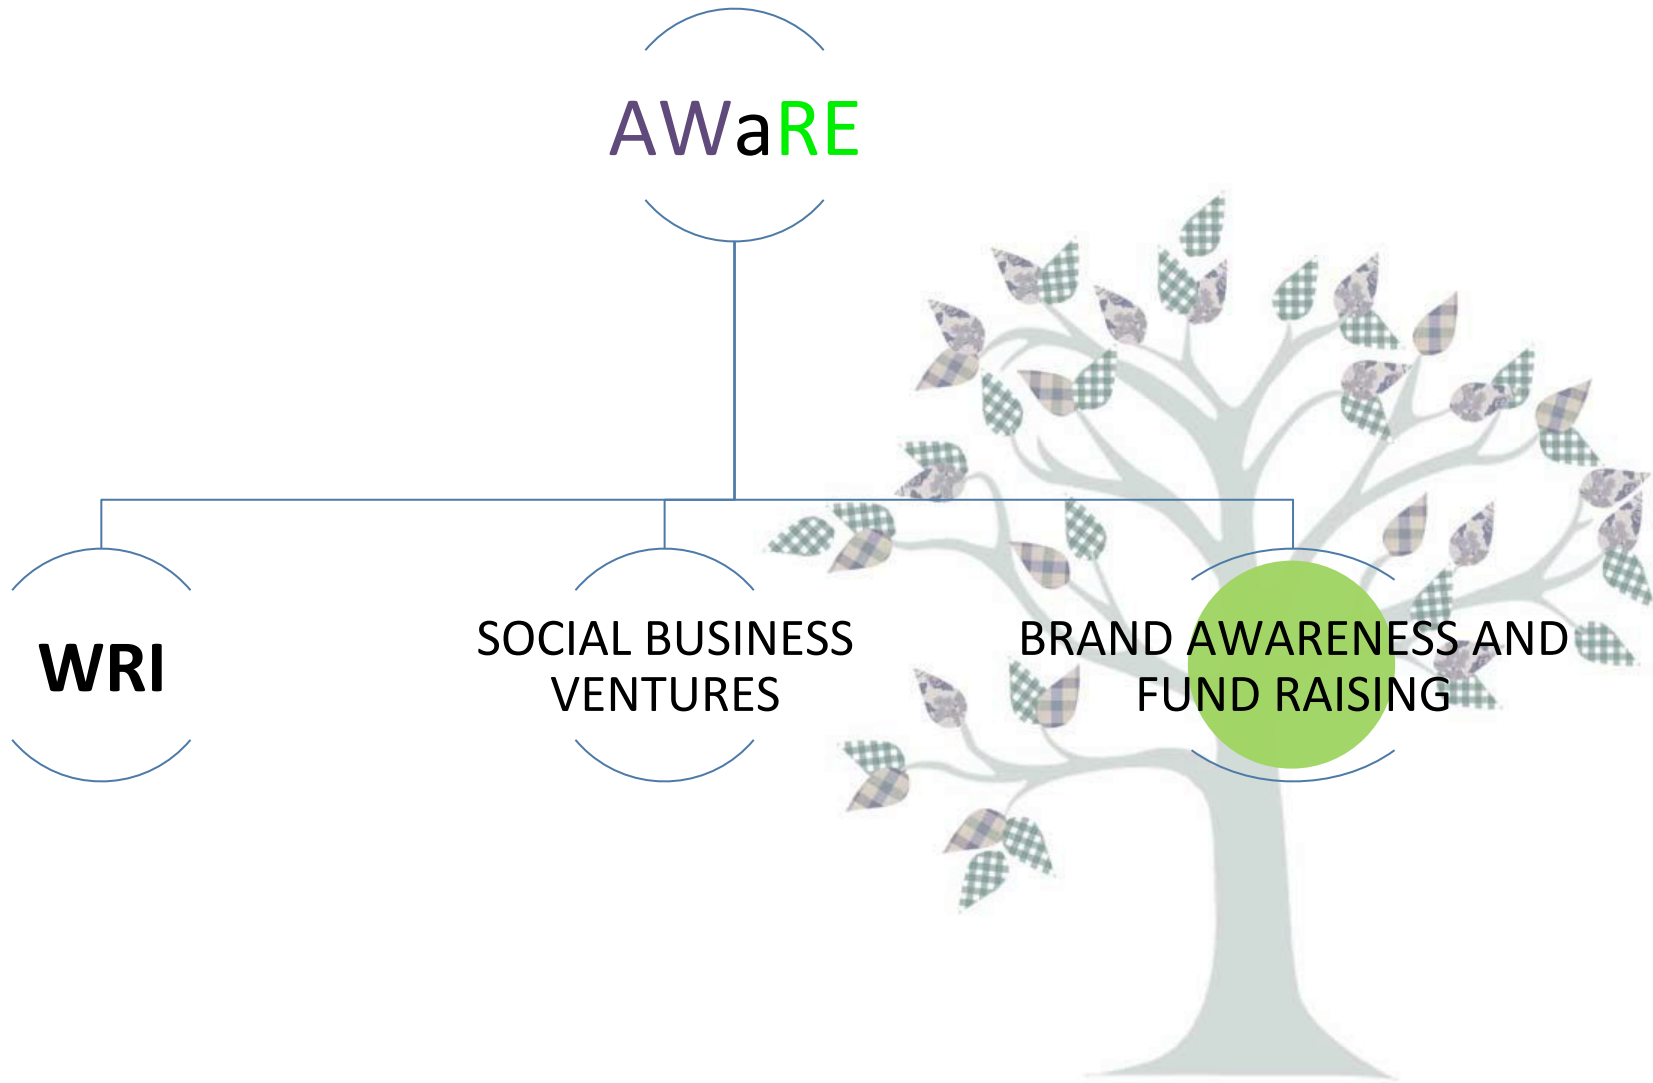 AWaRE
WRI
SOCIAL BUSINESS
VENTURES
BRAND AWARENESS AND
FUND RAISING